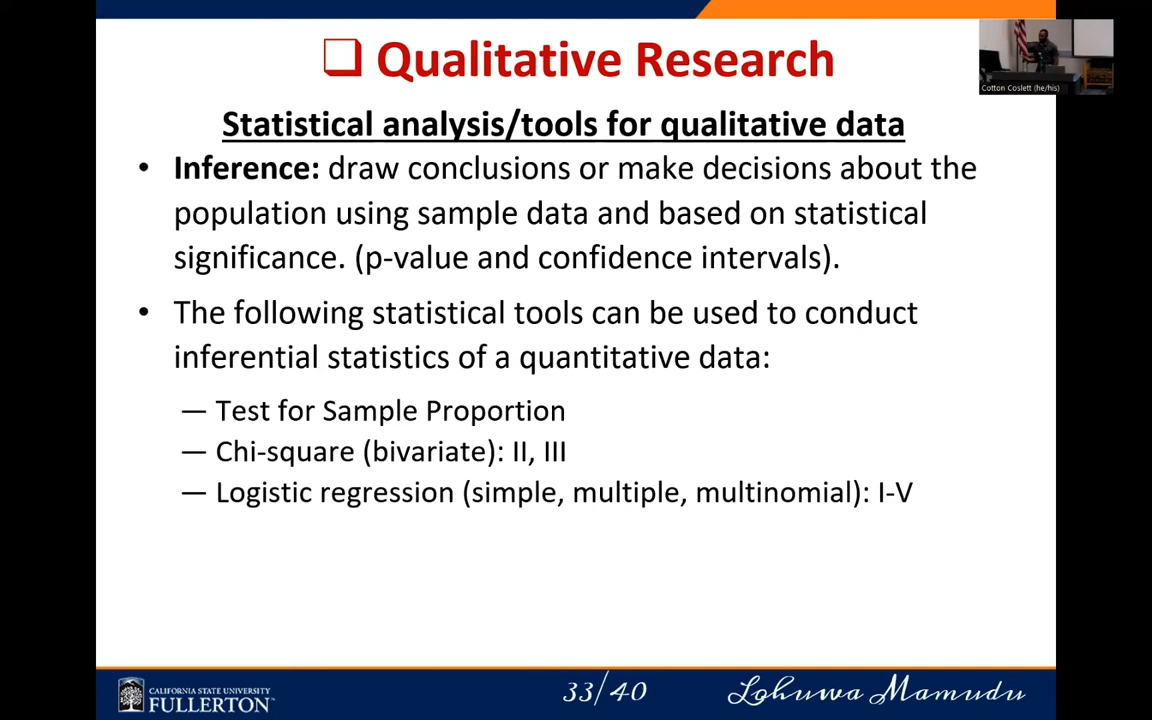 Qualitative Research
Cotton Coslett (he/his)
Statistical analysis/tools for qualitative data
• Inference: draw conclusions or make decisions about the
population using sample data and based on statistical
significance. (p-value and confidence intervals).
• The following statistical tools can be used to conduct
inferential statistics of a quantitative data:
— Test for Sample Proportion
— Chi-square (bivariate): II, III
— Logistic regression (simple, multiple, multinomial): I-V
CALIFORNIA STATE UNIVERSITY
FULLERTON
33/40
Lohuwa Mamudu